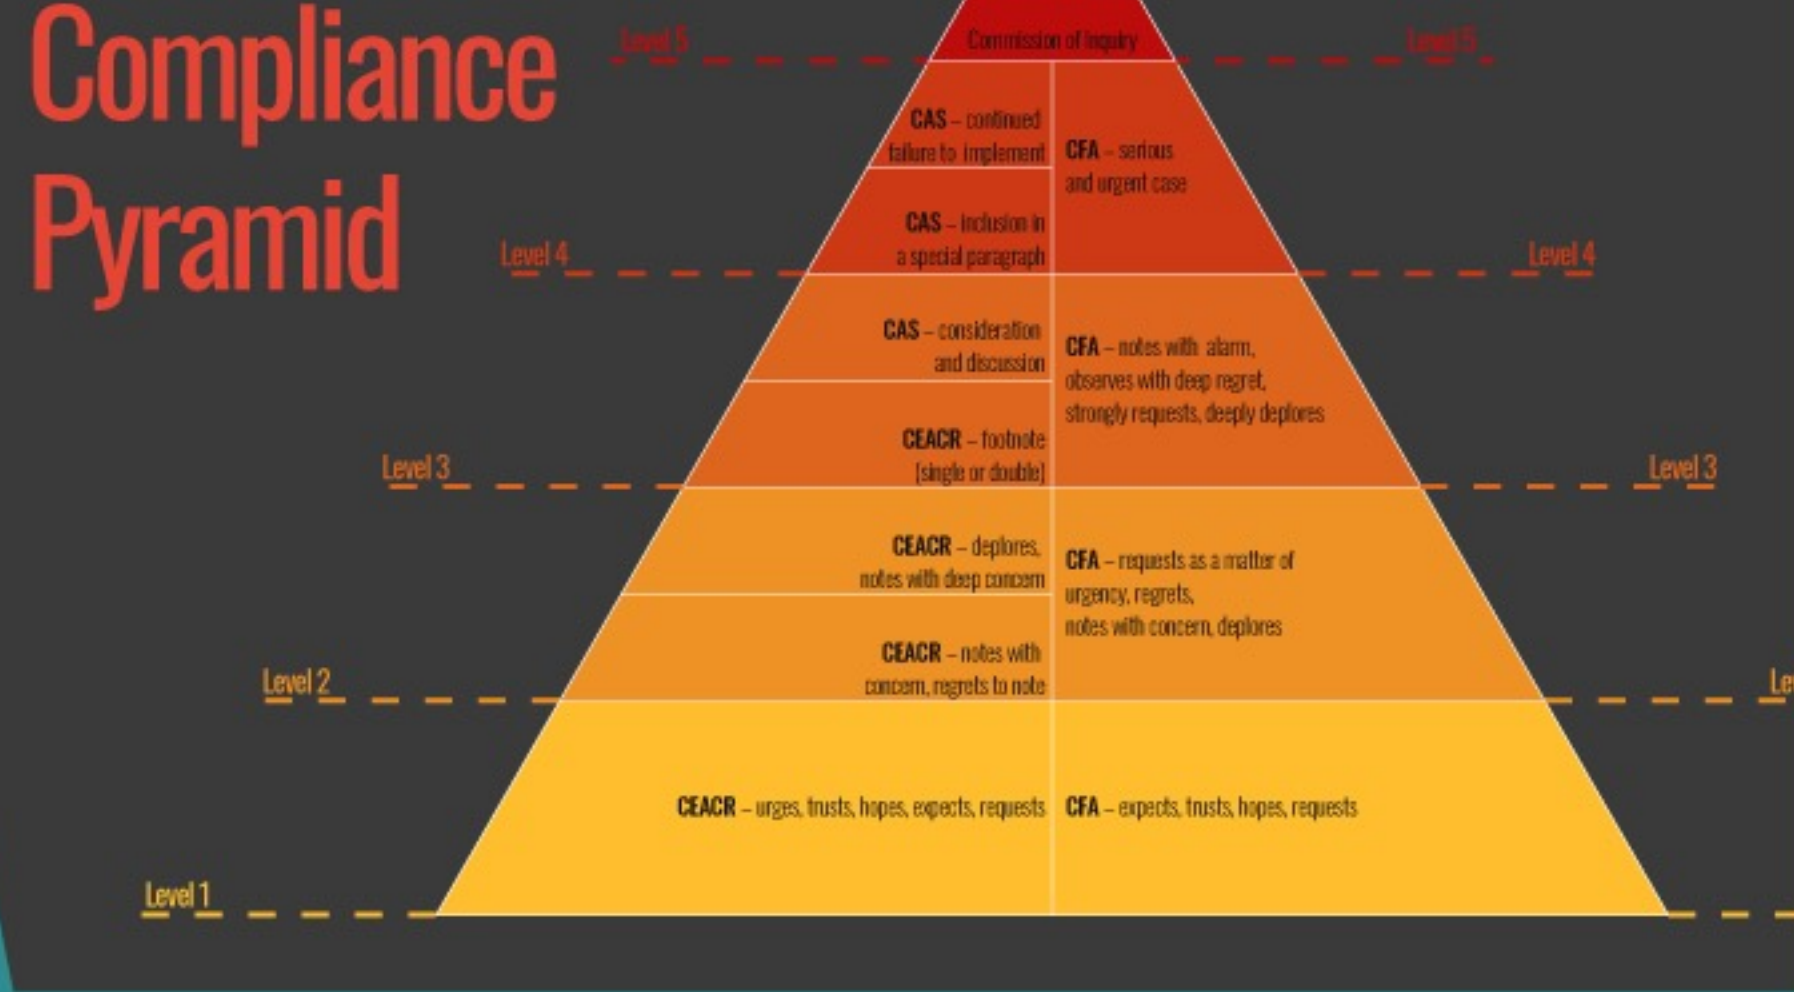 Compliance
Pyramid
Level 5
Commission of Inquiry
Level 5
CAS – continued
failure to implement
CFA – serious
and urgent case
CAS – inclusion in
a special paragraph
Level 4
Level 4
CAS – consideration
and discussion
CFA – notes with alarm,
observes with deep regret,
strongly requests, deeply deplores
CEACR – footnote
(single or double)
Level 3
Level 3
CEACR – deplores,
notes with deep concern
CFA – requests as a matter of
urgency, regrets,
notes with concern, deplores
CEACR – notes with
concern, regrets to note
Level 2
CEACR – urges, trusts, hopes, expects, requests
CFA – expects, trusts, hopes, requests
Level 1